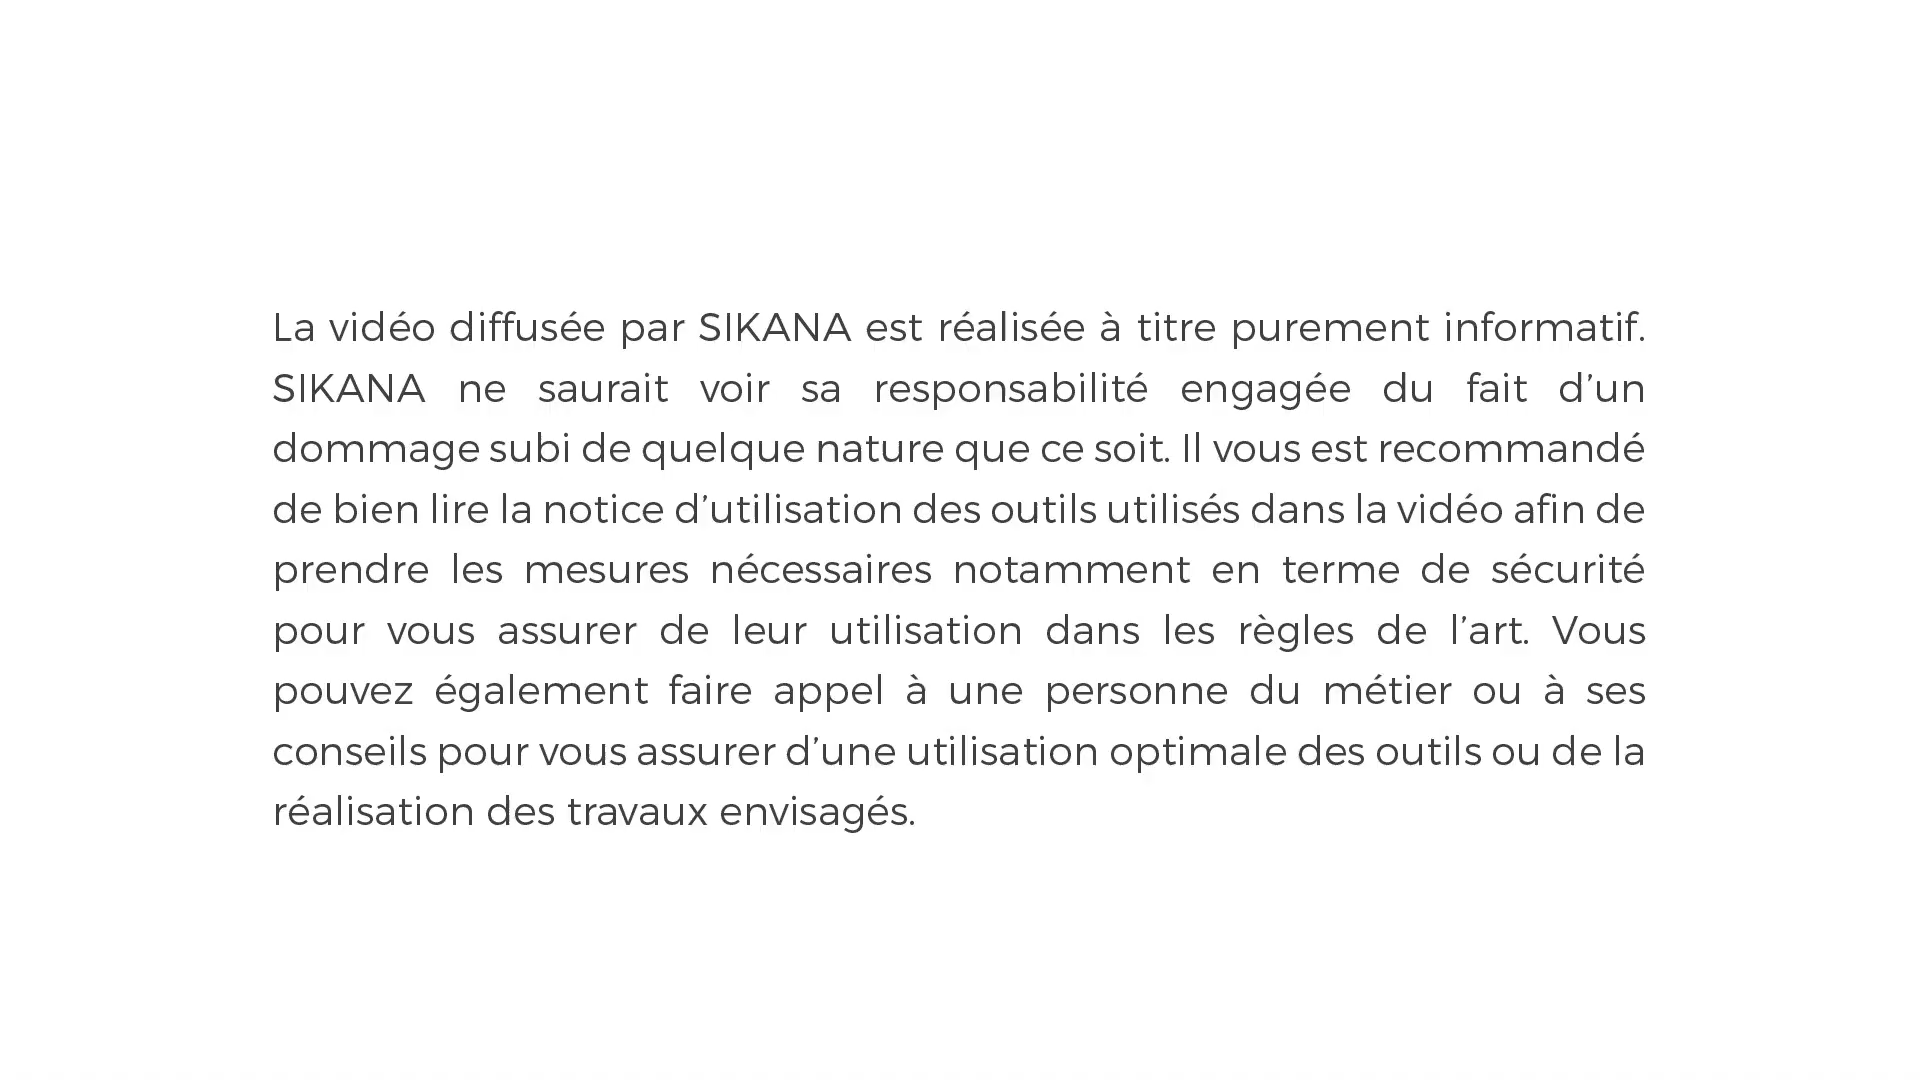 La vidéo diffusée par SIKANA est réalisée à titre purement informatif.
SIKANA ne saurait voir sa responsabilité engagée du fait d’un
dommage subi de quelque nature que ce soit. Il vous est recommandé
de bien lire la notice d’utilisation des outils utilisés dans la vidéo afin de
prendre les mesures nécessaires notamment en terme de sécurité
pour vous assurer de leur utilisation dans les règles de l’art. Vous
pouvez également faire appel à une personne du métier ou à ses
conseils pour vous assurer d’une utilisation optimale des outils ou de la
réalisation des travaux envisagés.